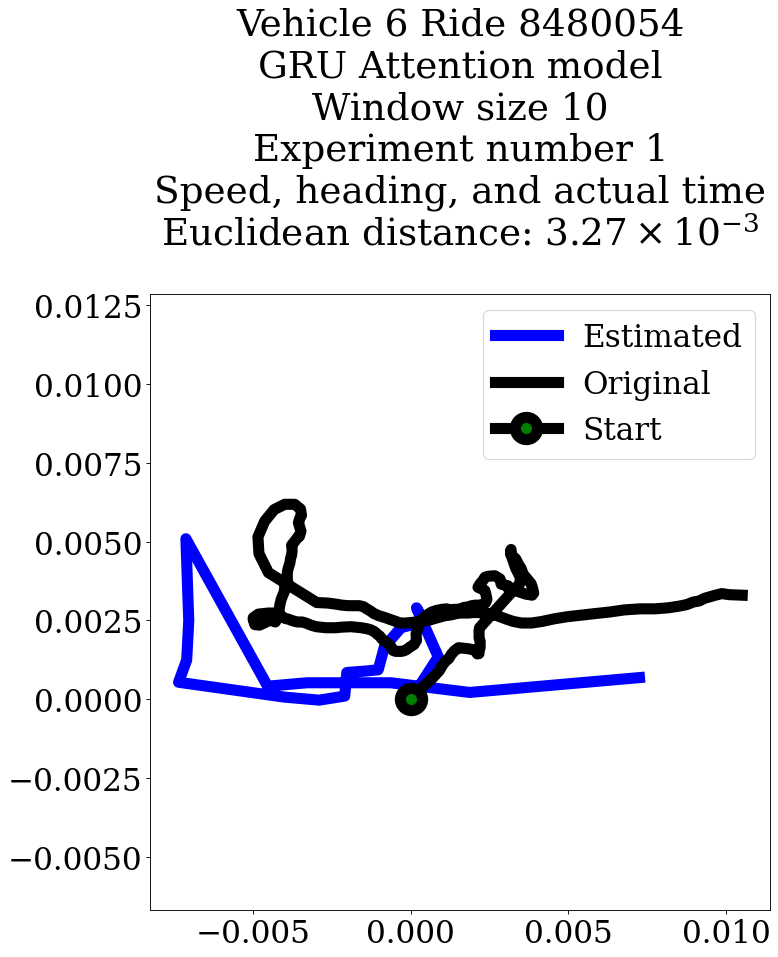 Vehicle 6 Ride 8480054
GRU Attention model
Window size 10
Experiment number 1
Speed, heading, and actual time
Euclidean distance: 3.27 × 10⁻³
Estimated
Original
Start
0.0125
0.0100
0.0075
0.0050
0.0025
0.0000
−0.0025
−0.0050
−0.005 0.000 0.005 0.010